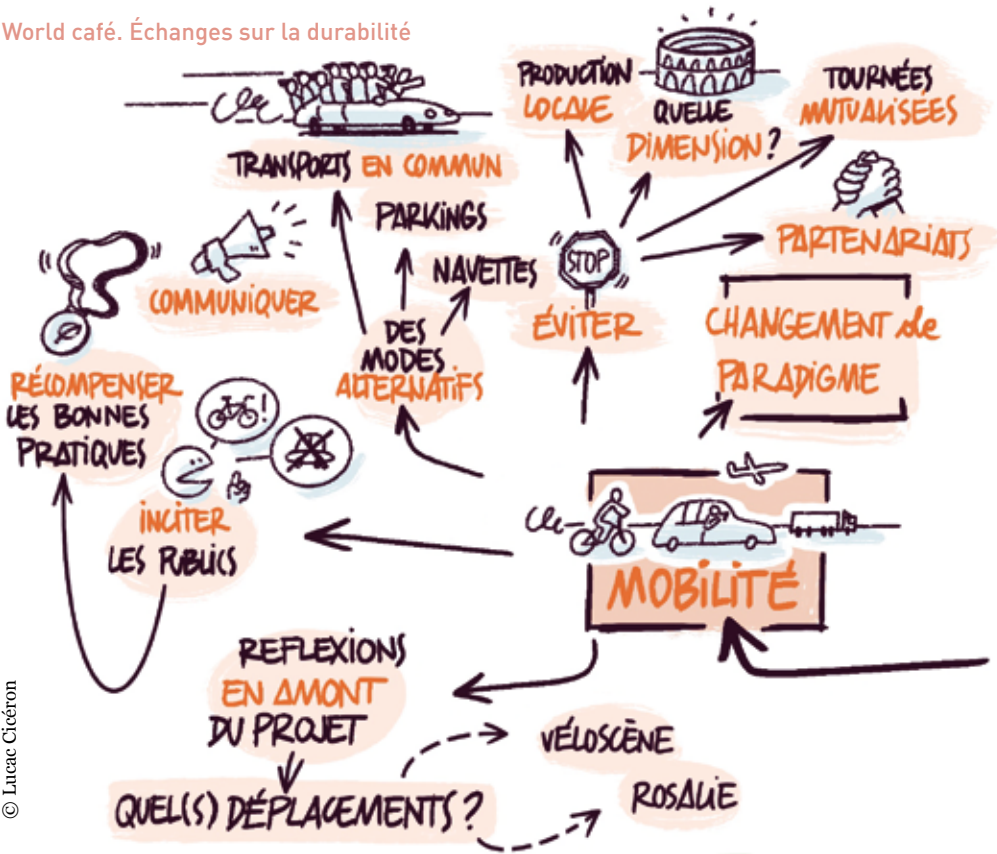 World café. Échanges sur la durabilité
PRODUCTION
LOCALE
QUELLE
DIMENSION ?
TOURNÉES
MUTUALISÉES
TRANSPORTS EN COMMUN
PARKINGS
NAVETTES
STOP
ÉVITER
PARTENARIATS
COMMUNIQUER
DES
MODES
ALTERNATIFS
CHANGEMENT de
PARADIGME
RÉCOMPENSER
LES BONNES
PRATIQUES
!
INCITER
LES PUBLICS
MOBILITÉ
REFLEXIONS
EN AMONT
DU PROJET
QUEL(S) DÉPLACEMENTS ?
VÉLOSCÈNE
ROSALIE
© Lucac Cicéron